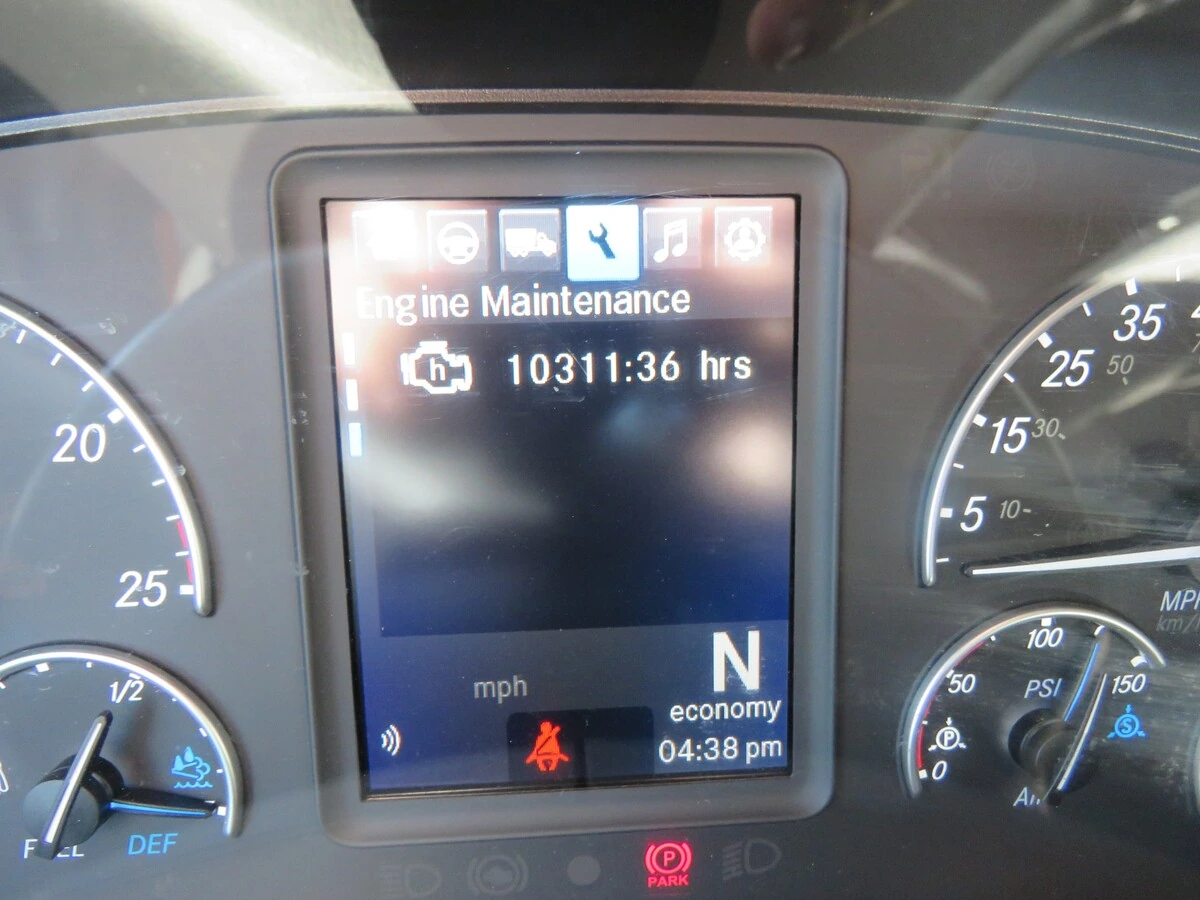 Engine Maintenance
h 10311:36 hrs
mph
N
economy
04:38 pm
20
25
1/2
FUEL
DEF
35
25 50
15 30
5 10
MPH
km/h
50 100 150
PSI
P
S
0
P
PARK